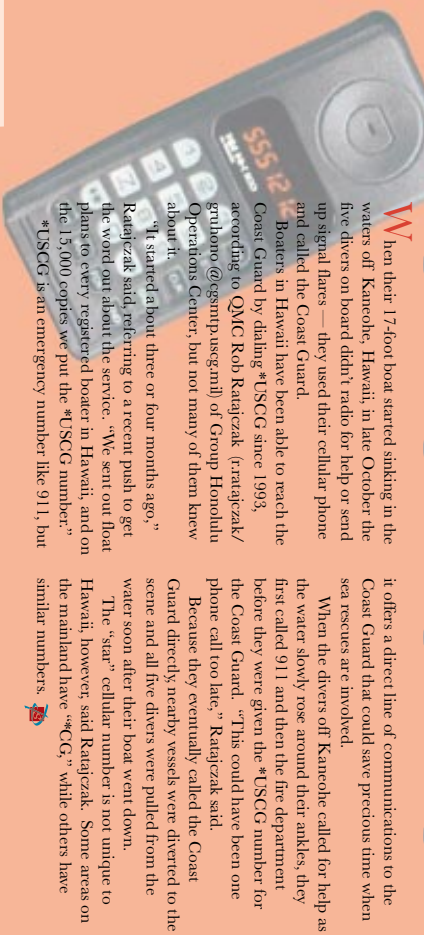 When their 17-foot boat started sinking in the
waters off Kaneohe, Hawaii, in late October the
five divers on board didn't radio for help or send
up signal flares — they used their cellular phone
and called the Coast Guard.
Boaters in Hawaii have been able to reach the
Coast Guard by dialing *USCG since 1993,
according to QMC Rob Ratajczak (r.ratajczak/
gruhono@cgsmtp.uscg.mil) of Group Honolulu
Operations Center, but not many of them knew
about it.
"It started about three or four months ago,"
Ratajczak said, referring to a recent push to get
the word out about the service. "We sent out float
plans to every registered boater in Hawaii, and on
the 15,000 copies we put the *USCG number."
*USCG is an emergency number like 911, but
it offers a direct line of communications to the
Coast Guard that could save precious time when
sea rescues are involved.
When the divers off Kaneohe called for help as
the water slowly rose around their ankles, they
first called 911 and then the fire department
before they were given the *USCG number for
the Coast Guard. "This could have been one
phone call too late," Ratajczak said.
Because they eventually called the Coast
Guard directly, nearby vessels were diverted to the
scene and all five divers were pulled from the
water soon after their boat went down.
The "star" cellular number is not unique to
Hawaii, however, said Ratajczak. Some areas on
the mainland have "*CG," while others have
similar numbers.
555 12 12